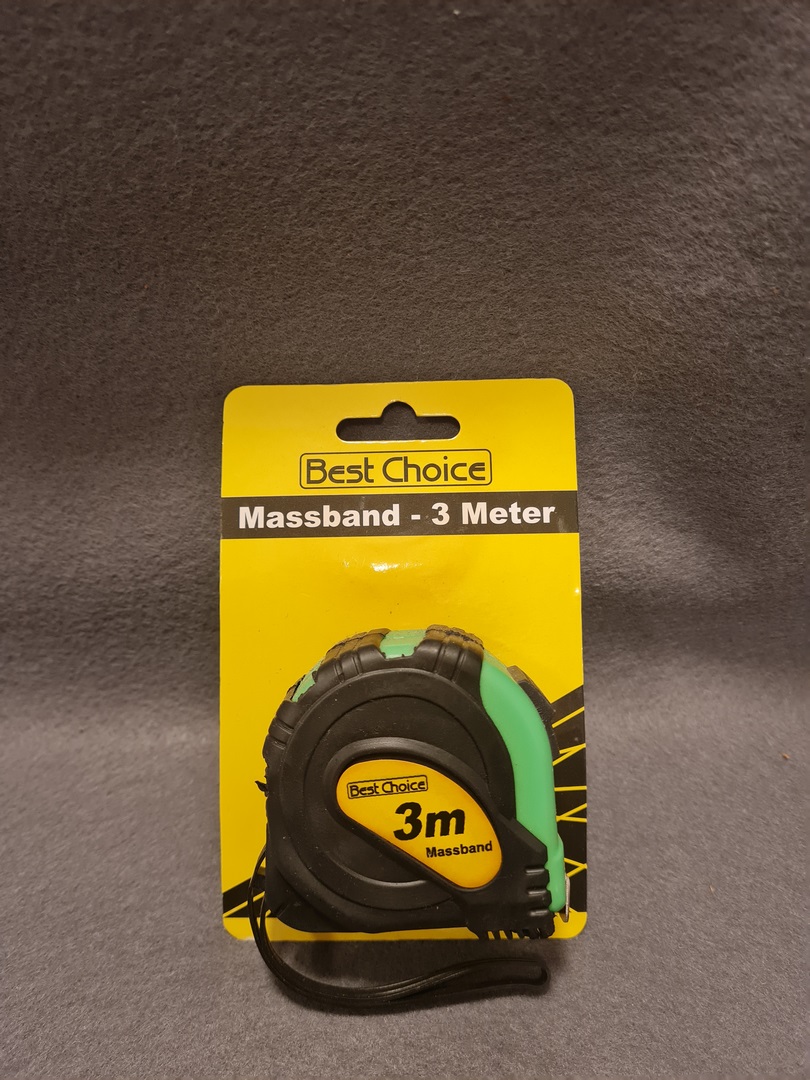 Best Choice
Massband - 3 Meter
Best Choice
3m
Massband